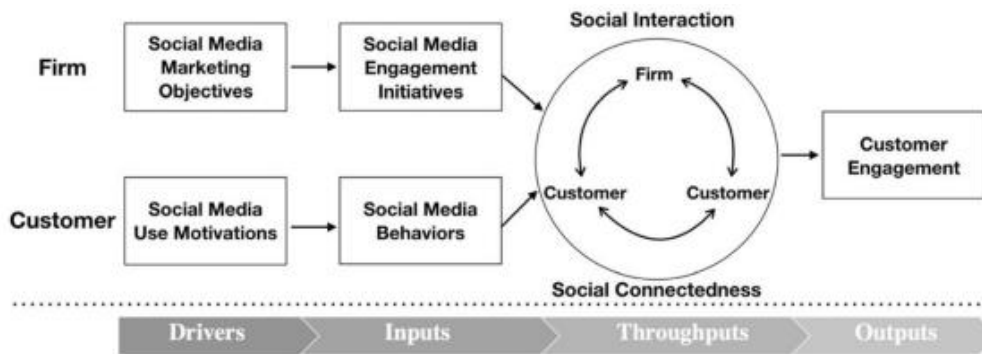 Social Interaction
Firm
Social Media
Marketing
Objectives
Social Media
Engagement
Initiatives
Firm
Customer
Customer
Customer
Engagement
Customer
Social Media
Use Motivations
Social Media
Behaviors
Social Connectedness
Drivers
Inputs
Throughputs
Outputs